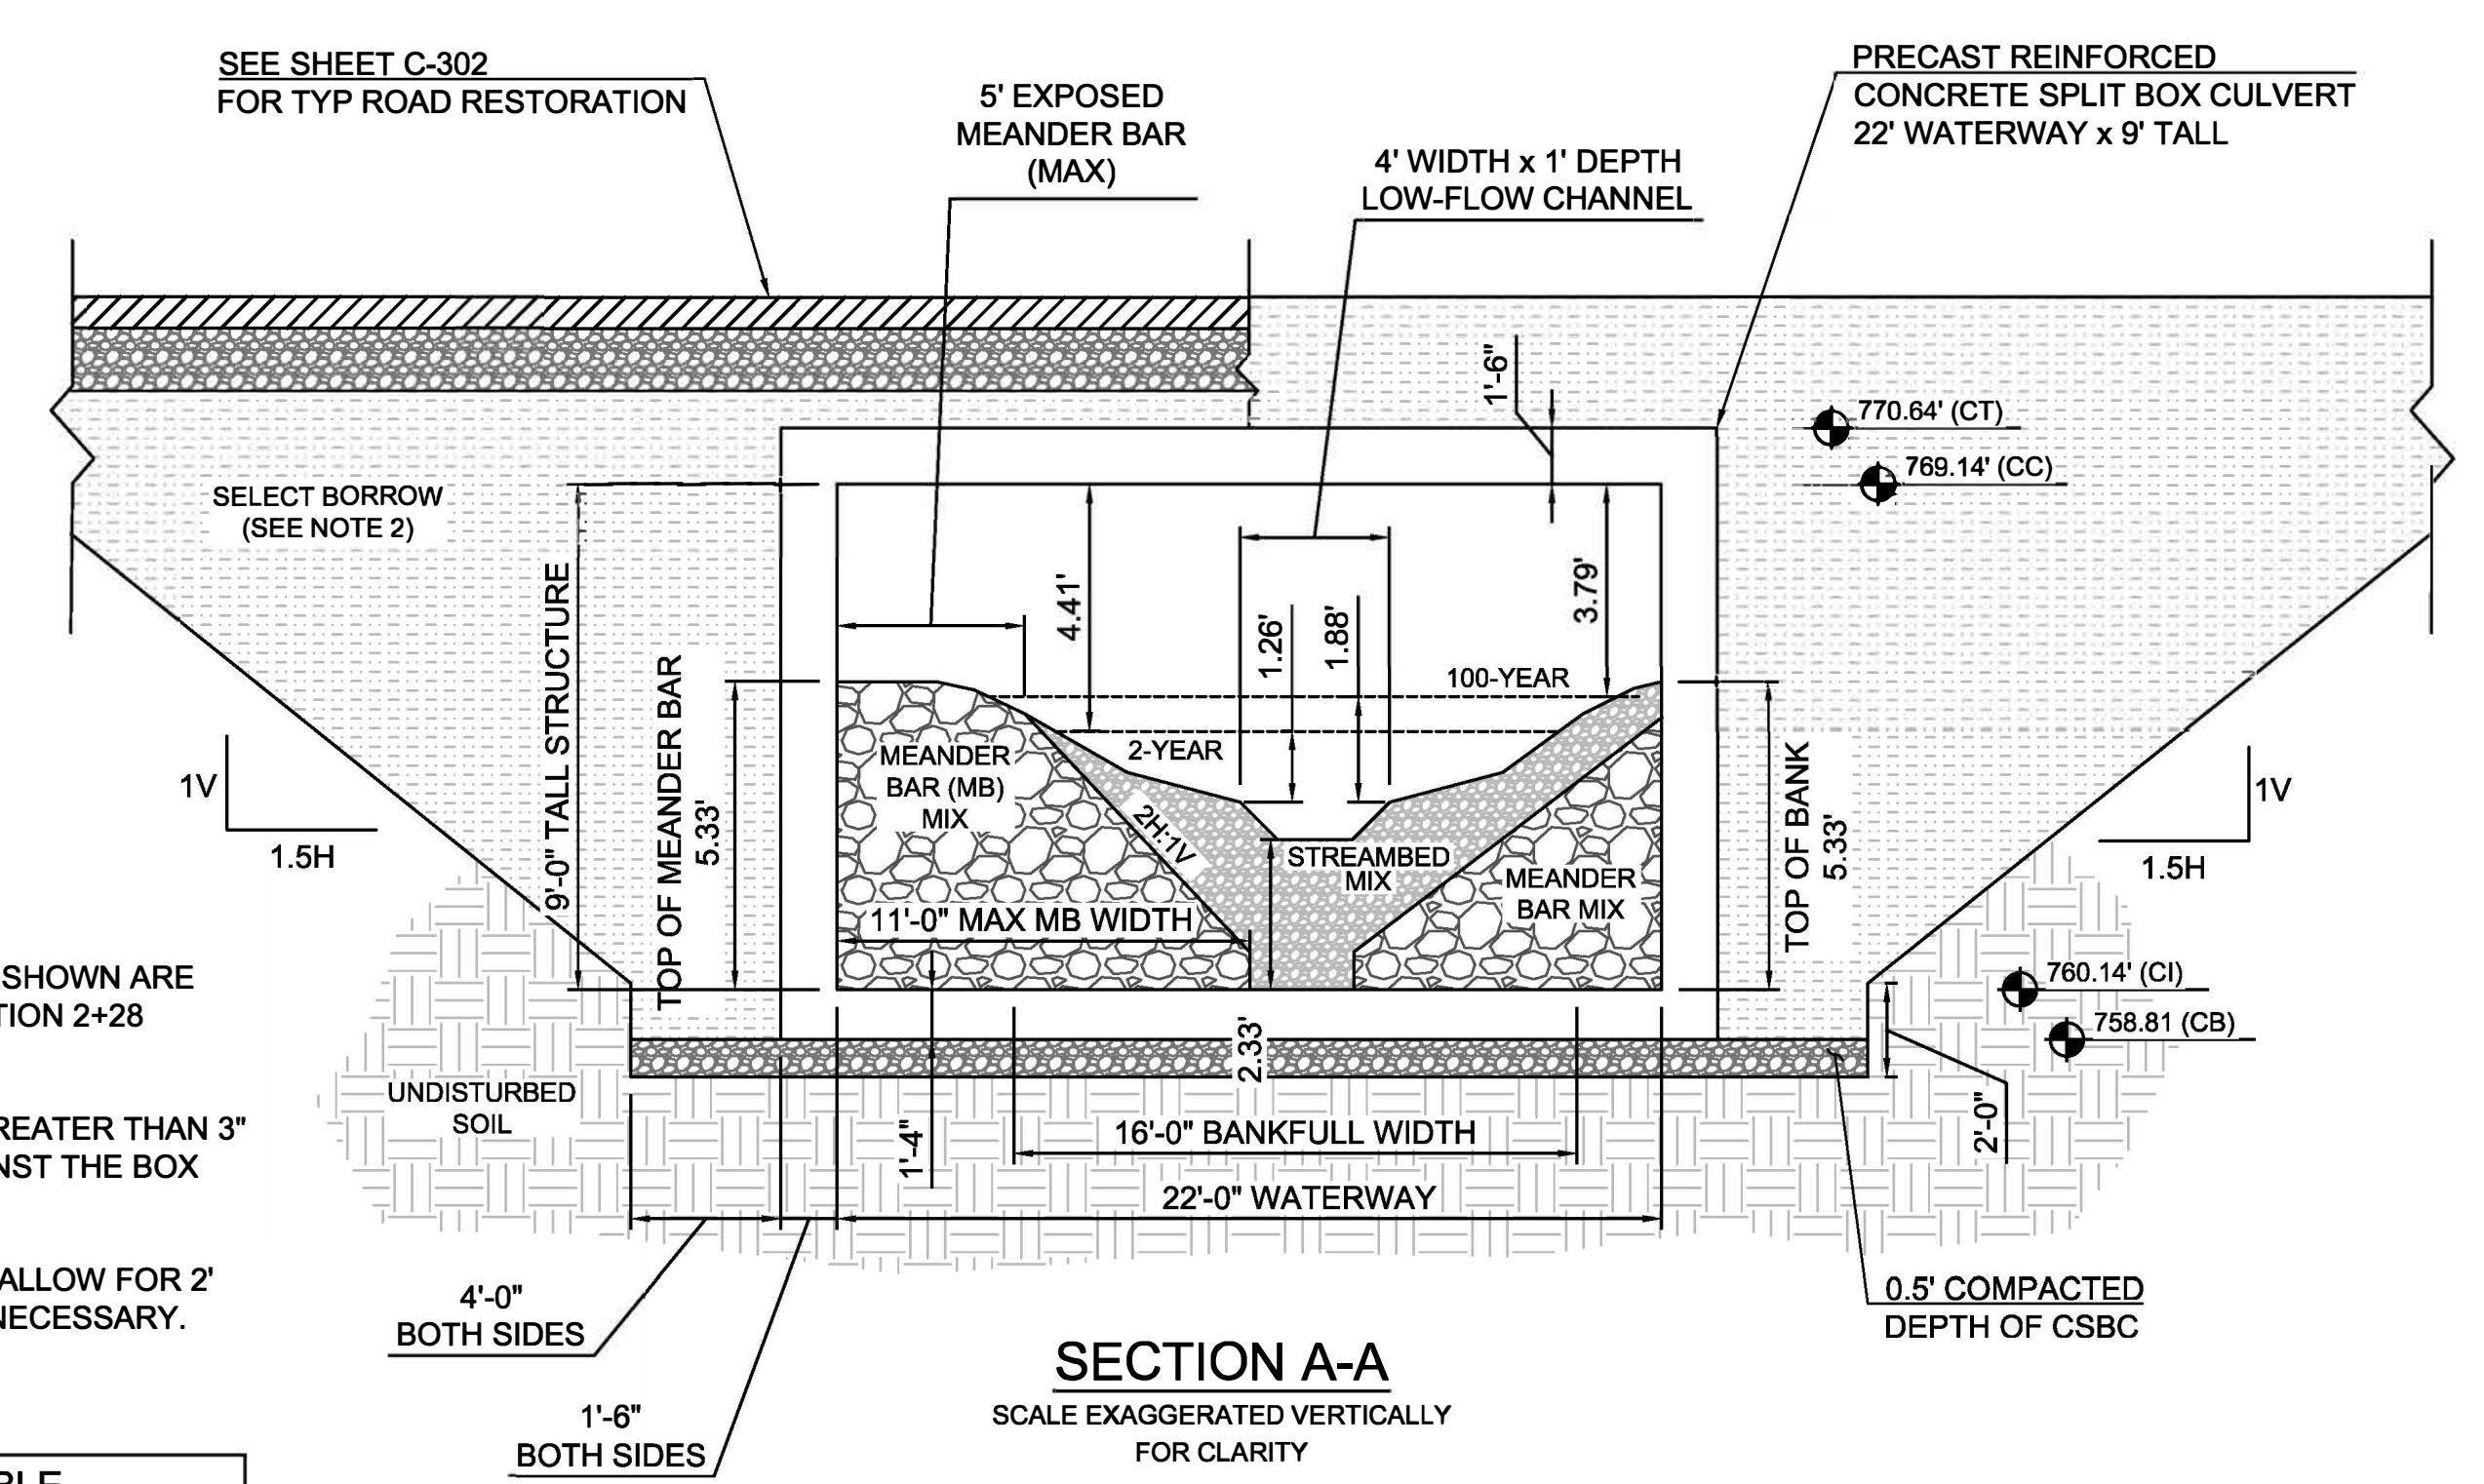 SEE SHEET C-302
FOR TYP ROAD RESTORATION
5' EXPOSED
MEANDER BAR
(MAX)
4' WIDTH x 1' DEPTH
LOW-FLOW CHANNEL
PRECAST REINFORCED
CONCRETE SPLIT BOX CULVERT
22' WATERWAY x 9' TALL
1'-6"
770.64' (CT)
769.14' (CC)
SELECT BORROW
(SEE NOTE 2)
9'-0" TALL STRUCTURE
TOP OF MEANDER BAR
5.33'
4.41'
1.26'
1.88'
3.79'
100-YEAR
2-YEAR
MEANDER
BAR (MB)
MIX
2H:1V
STREAMBED
MIX
MEANDER
BAR MIX
11'-0" MAX MB WIDTH
TOP OF BANK
5.33'
1V
1.5H
1V
1.5H
760.14' (CI)
758.81 (CB)
SHOWN ARE
TION 2+28
REATER THAN 3"
NST THE BOX
ALLOW FOR 2'
NECESSARY.
UNDISTURBED
SOIL
2.33'
1'-4"
16'-0" BANKFULL WIDTH
22'-0" WATERWAY
2'-0"
4'-0"
BOTH SIDES
1'-6"
BOTH SIDES
0.5' COMPACTED
DEPTH OF CSBC
SECTION A-A
SCALE EXAGGERATED VERTICALLY
FOR CLARITY